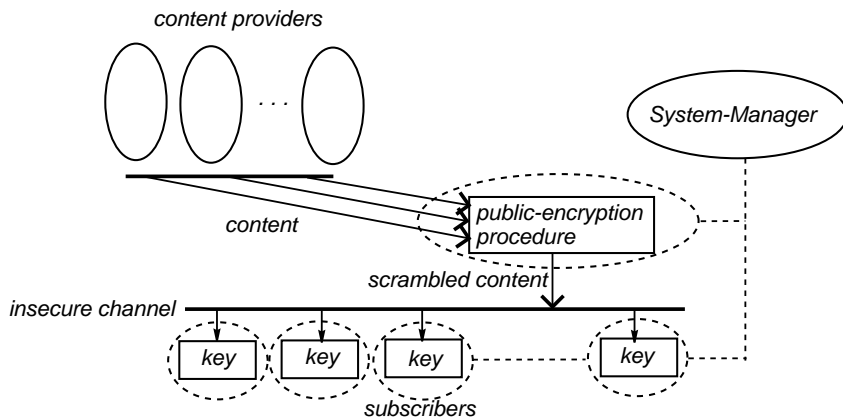 content providers
. . .
System-Manager
public-encryption
procedure
content
scrambled content
insecure channel
key
key
key
key
subscribers